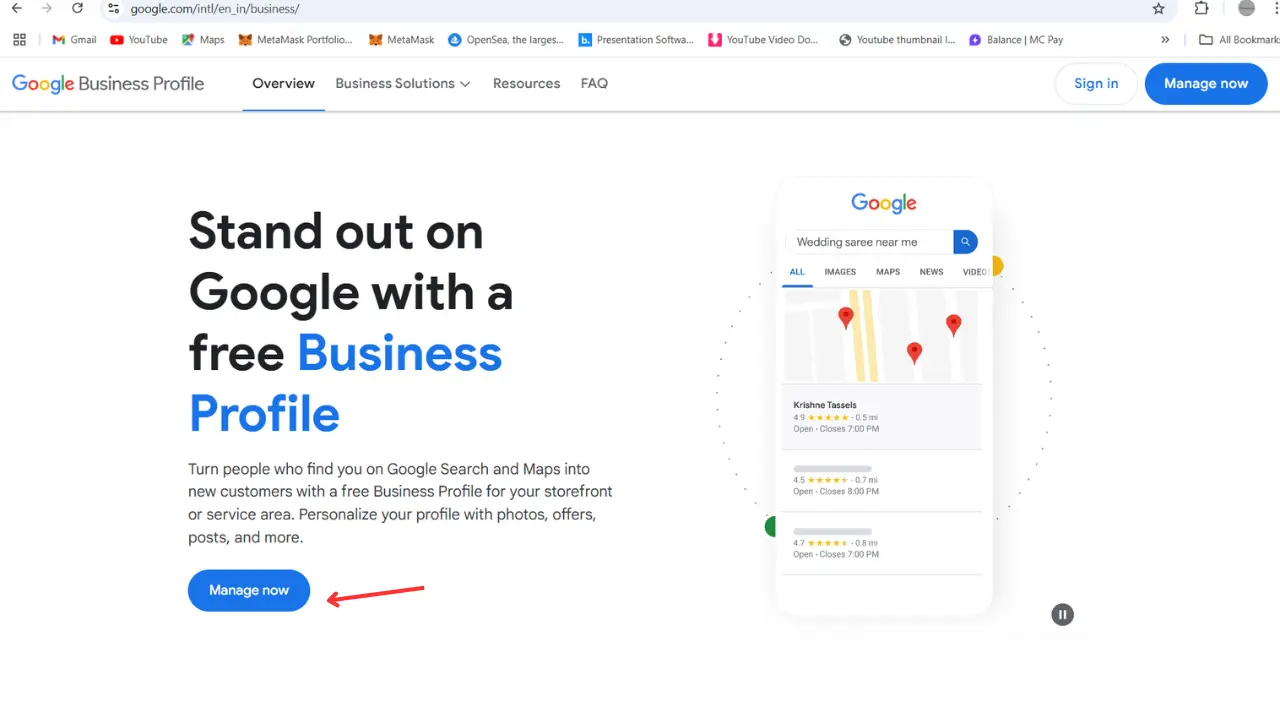 google.com/intl/en_in/business/
Gmail YouTube Maps MetaMask Portfolio... MetaMask OpenSea, the larges... Presentation Softwa... YouTube Video Do... Youtube thumbnail I... Balance | MC Pay » All Bookmark
Google Business Profile Overview Business Solutions Resources FAQ Sign in Manage now
Stand out on
Google with a
free Business
Profile
Turn people who find you on Google Search and Maps into
new customers with a free Business Profile for your storefront
or service area. Personalize your profile with photos, offers,
posts, and more.
Manage now
Google
Wedding saree near me
ALL IMAGES MAPS NEWS VIDEO
Krishne Tassels
4.9 ★★★★★ · 0.5 mi
Open · Closes 7:00 PM
4.5 ★★★★★ · 0.7 mi
Open · Closes 8:00 PM
4.7 ★★★★★ · 0.8 mi
Open · Closes 7:00 PM